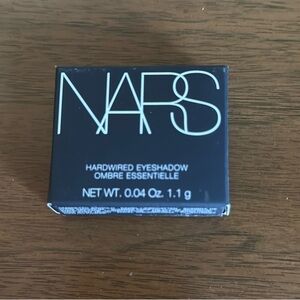 NARS
HARDWIRED EYESHADOW
OMBRE ESSENTIELLE
NET WT. 0.04 Oz. 1.1 g